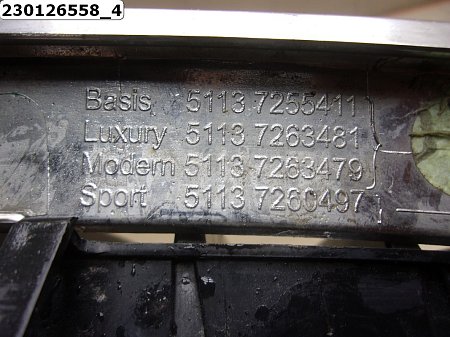 230126558_4
Basis 5113 7255411
Luxury 5113 7263481
Modern 5113 7263479
Sport 5113 7260497